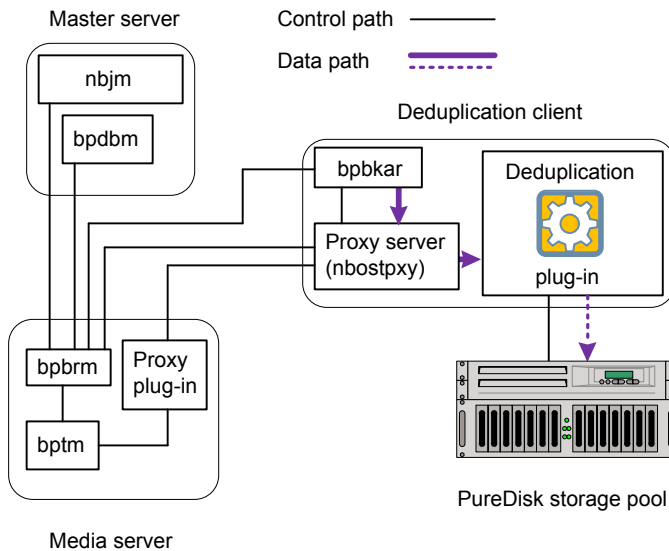 Master server
Control path
Data path
nbjm
bpdbm
Deduplication client
bpbkar
Proxy server
(nbostpxy)
Deduplication
plug-in
bpbrm
Proxy
plug-in
bptm
PureDisk storage pool
Media server